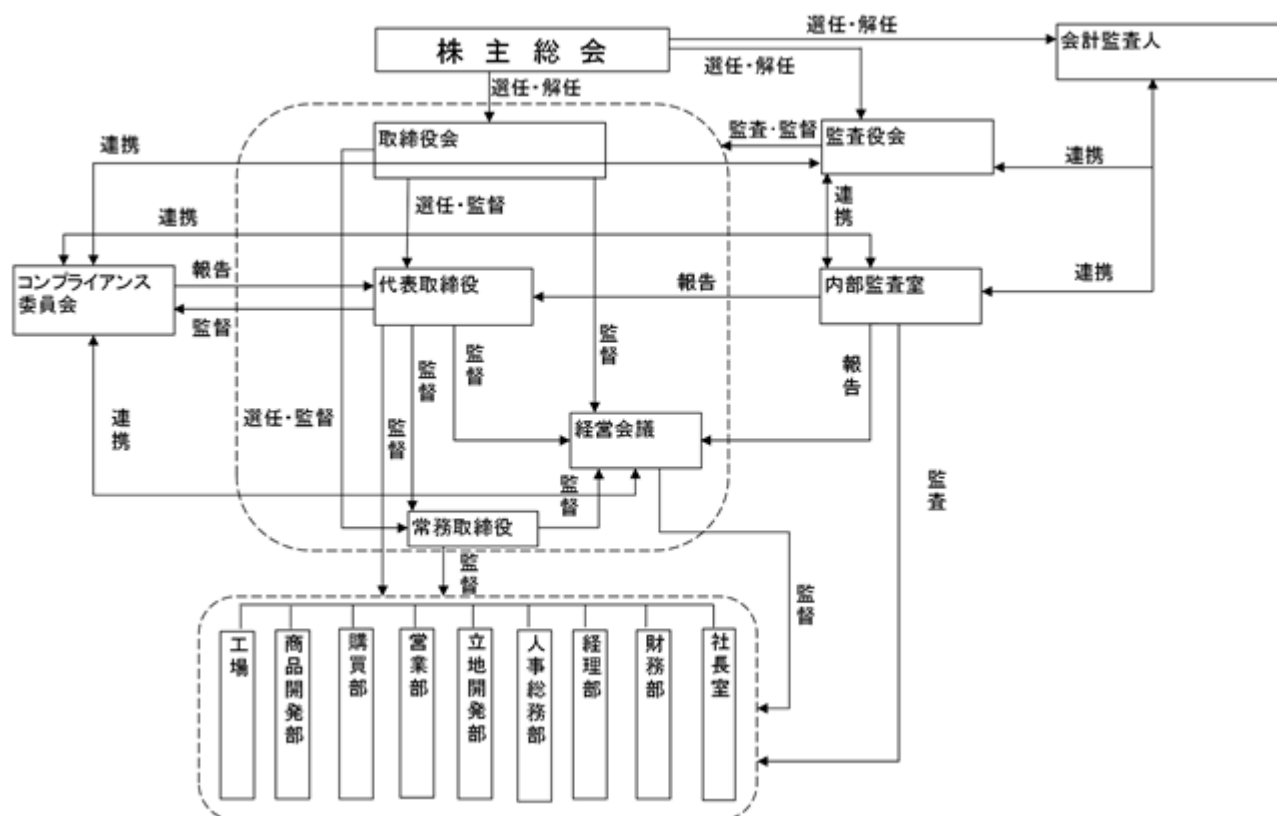 株主総会
選任・解任
会計監査人
選任・解任
選任・解任
取締役会
監査・監督
監査役会
連携
連携
選任・監督
連携
連携
コンプライアンス
委員会
報告
代表取締役
報告
内部監査室
連携
監督
監督
監督
監督
報告
選任・監督
経営会議
連携
監督
監督
監査
常務取締役
監督
監督
工場
商品開発部
購買部
営業部
立地開発部
人事総務部
経理部
財務部
社長室